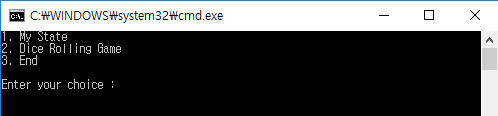 C:₩WINDOWS₩system32₩cmd.exe
1. My State
2. Dice Rolling Game
3. End
Enter your choice :